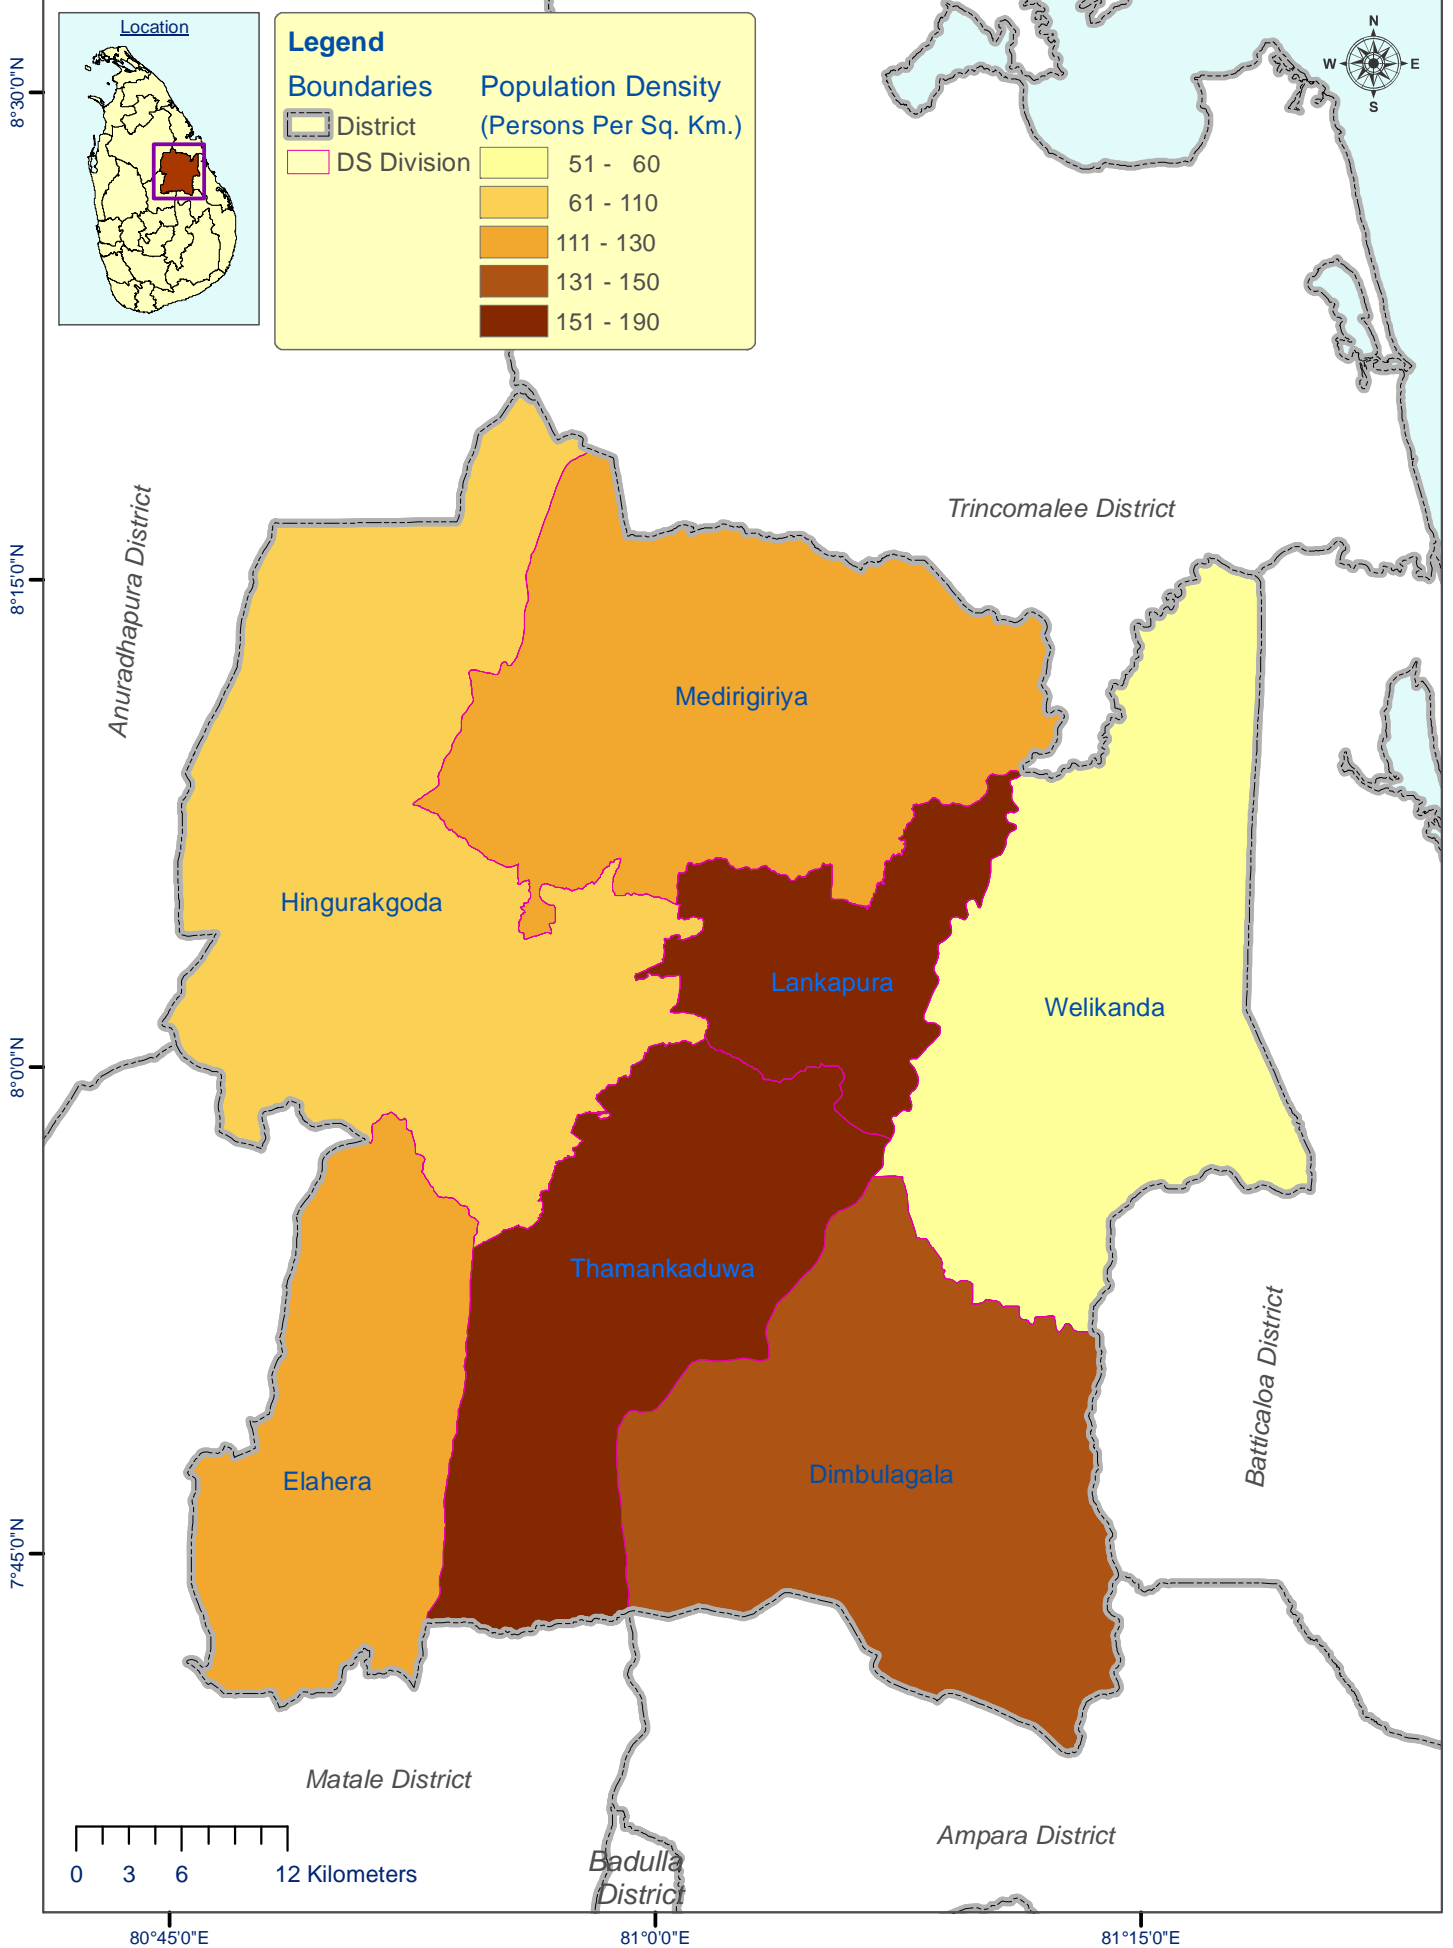 Location
Legend
Boundaries
District
DS Division
Population Density
(Persons Per Sq. Km.)
51 - 60
61 - 110
111 - 130
131 - 150
151 - 190
N
W E
S
8°30'0"N
8°15'0"N
8°0'0"N
7°45'0"N
Anuradhapura District
Trincomalee District
Medirigiriya
Hingurakgoda
Lankapura
Welikanda
Thamankaduwa
Elahera
Dimbulagala
Batticaloa District
Matale District
Ampara District
Badulla
District
0 3 6 12 Kilometers
80°45'0"E 81°0'0"E 81°15'0"E